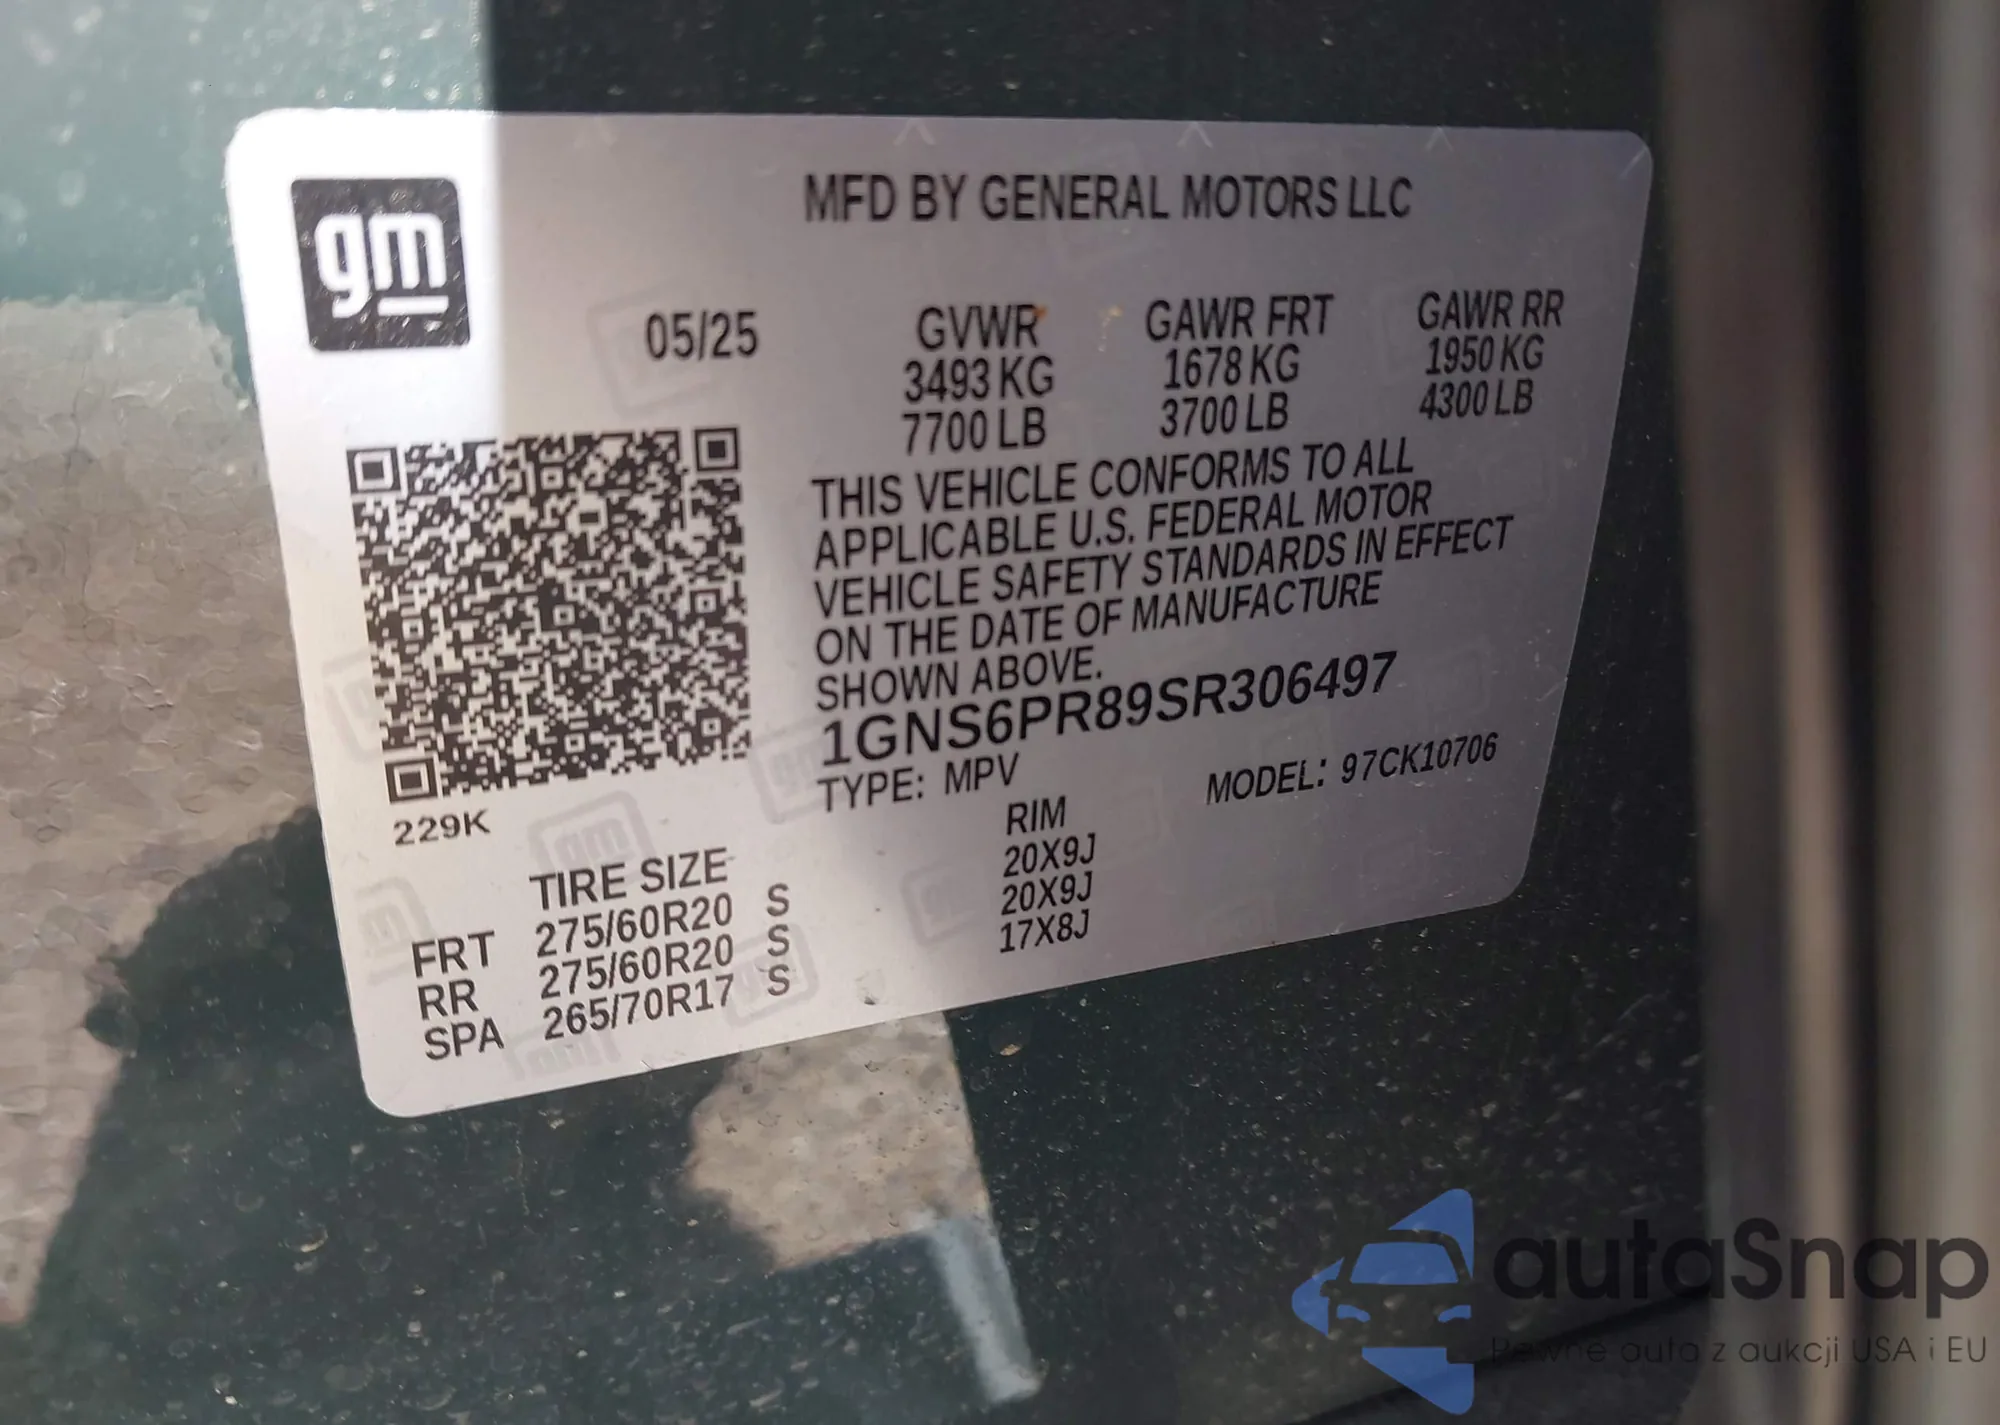 gm
MFD BY GENERAL MOTORS LLC
05/25
GVWR GAWR FRT GAWR RR
3493 KG 1678 KG 1950 KG
7700 LB 3700 LB 4300 LB
THIS VEHICLE CONFORMS TO ALL
APPLICABLE U.S. FEDERAL MOTOR
VEHICLE SAFETY STANDARDS IN EFFECT
ON THE DATE OF MANUFACTURE
SHOWN ABOVE.
1GNS6PR89SR306497
TYPE: MPV MODEL: 97CK10706
229K
TIRE SIZE RIM
FRT 275/60R20 S 20X9J
RR 275/60R20 S 20X9J
SPA 265/70R17 S 17X8J
autaSnap
Pewne auta z aukcji USA i EU